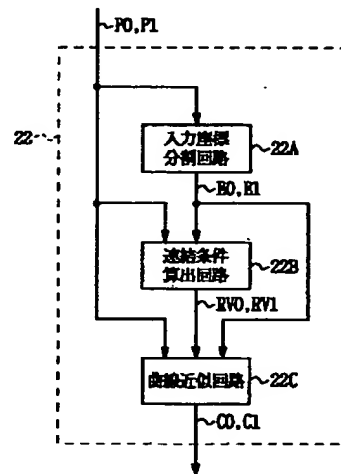 P0,P1
22
入力座標
分割回路
22A
E0,E1
連結条件
算出回路
22B
EV0,EV1
曲線近似回路
22C
C0,C1